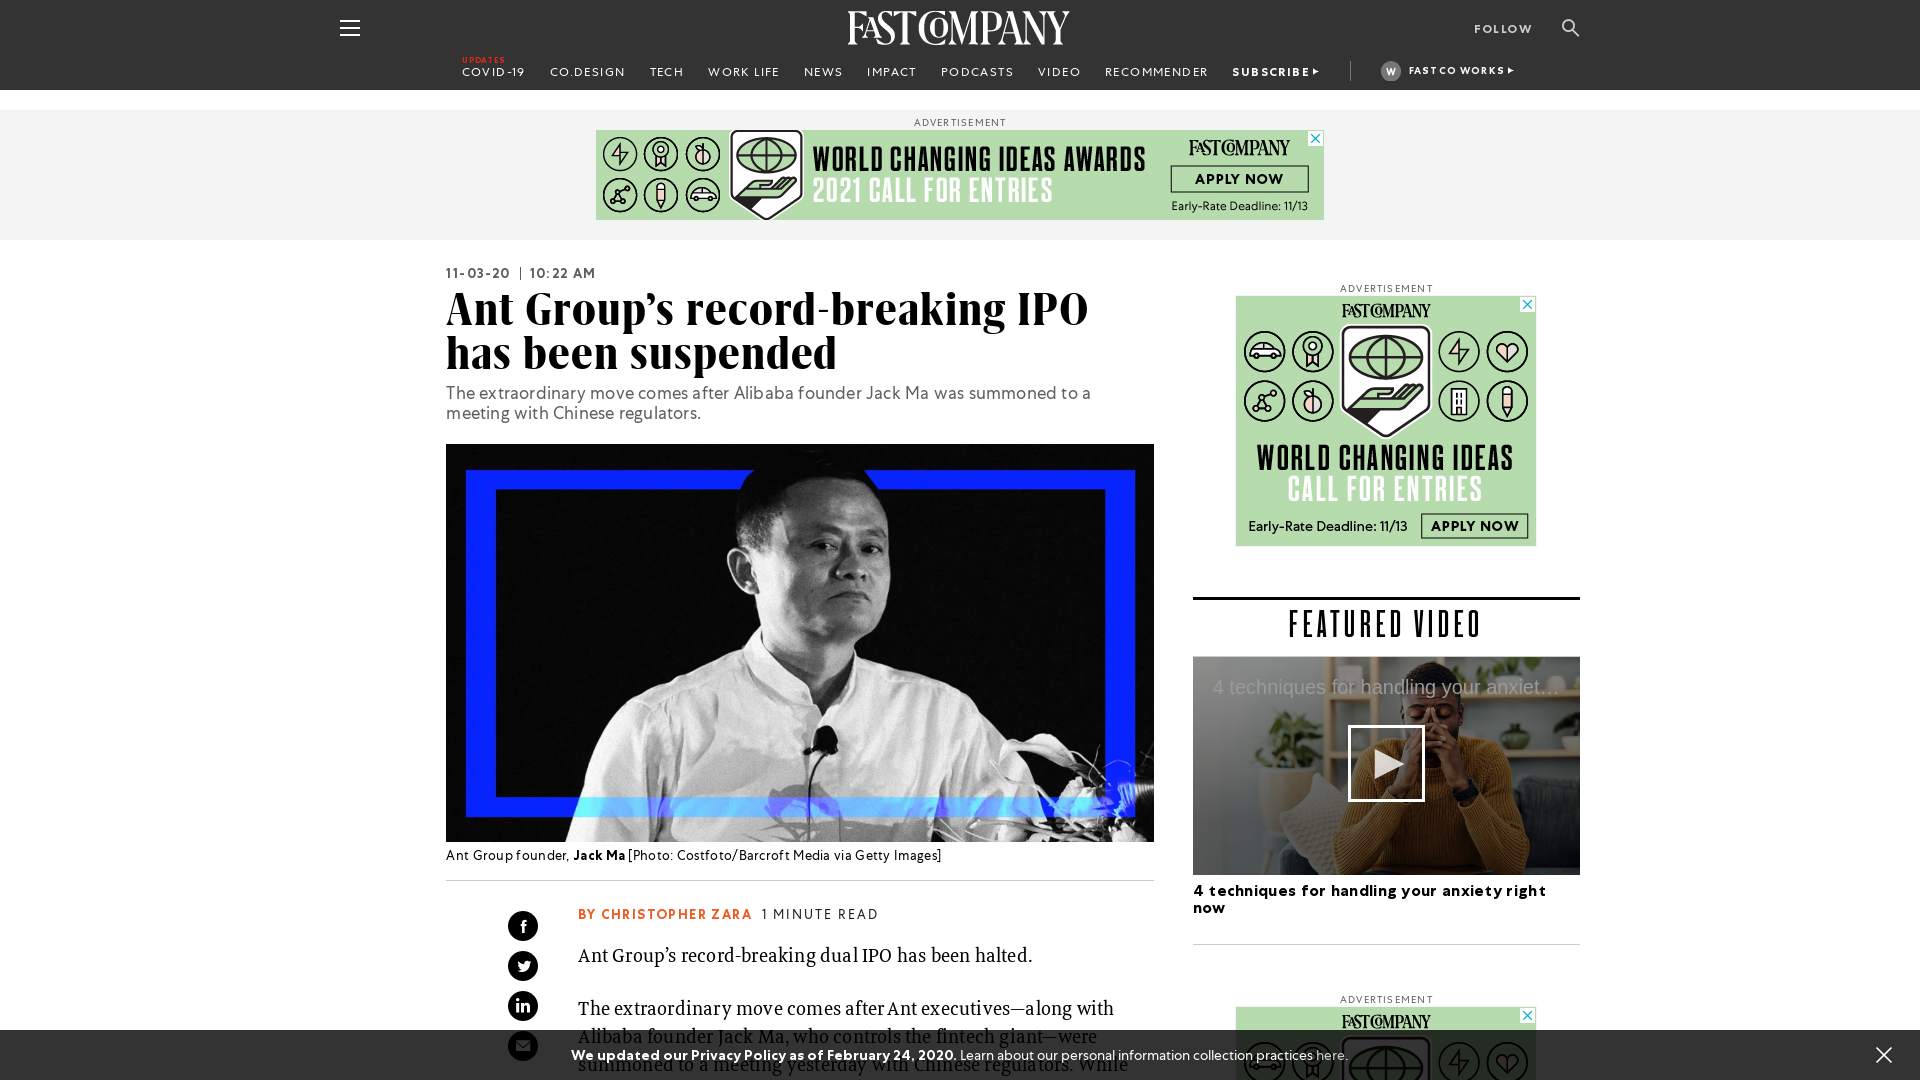 FAST COMPANY
FOLLOW
UPDATES
COVID-19
CO.DESIGN
TECH
WORK LIFE
NEWS
IMPACT
PODCASTS
VIDEO
RECOMMENDER
SUBSCRIBE
W
FASTCO WORKS
ADVERTISEMENT
WORLD CHANGING IDEAS AWARDS
2021 CALL FOR ENTRIES
FAST COMPANY
APPLY NOW
Early-Rate Deadline: 11/13
11-03-20 | 10:22 AM
Ant Group’s record-breaking IPO
has been suspended
The extraordinary move comes after Alibaba founder Jack Ma was summoned to a
meeting with Chinese regulators.
Ant Group founder, Jack Ma [Photo: Costfoto/Barcroft Media via Getty Images]
BY CHRISTOPHER ZARA 1 MINUTE READ
Ant Group’s record-breaking dual IPO has been halted.
The extraordinary move comes after Ant executives—along with
Alibaba founder Jack Ma, who controls the fintech giant—were
summoned to a meeting yesterday with Chinese regulators. While
ADVERTISEMENT
FAST COMPANY
WORLD CHANGING IDEAS
CALL FOR ENTRIES
Early-Rate Deadline: 11/13
APPLY NOW
FEATURED VIDEO
4 techniques for handling your anxiet...
4 techniques for handling your anxiety right
now
ADVERTISEMENT
FAST COMPANY
We updated our Privacy Policy as of February 24, 2020. Learn about our personal information collection practices here.